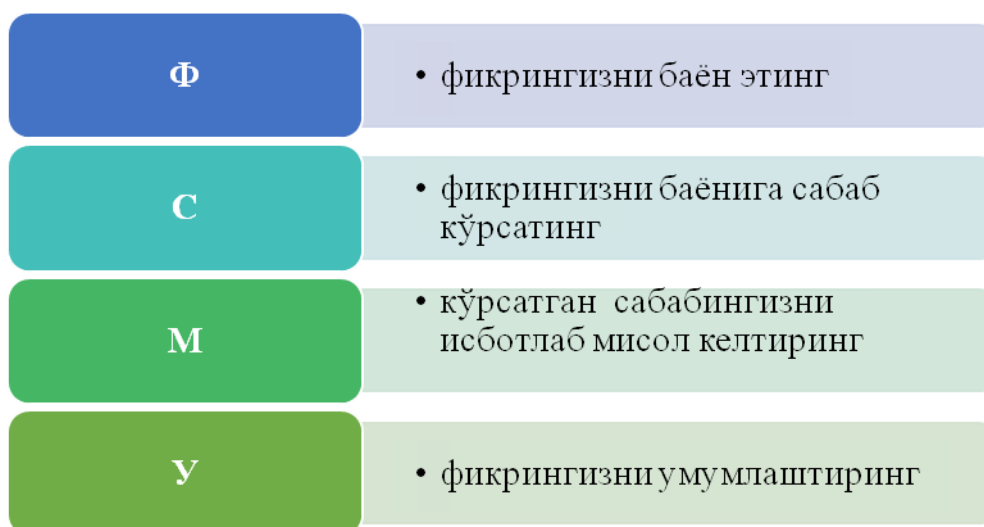 Ф
• фикрингизни баён этинг
С
• фикрингизни баёнига сабаб
кўрсатинг
М
• кўрсатган сабабингизни
исботлаб мисол келтиринг
У
• фикрингизни умумлаштиринг